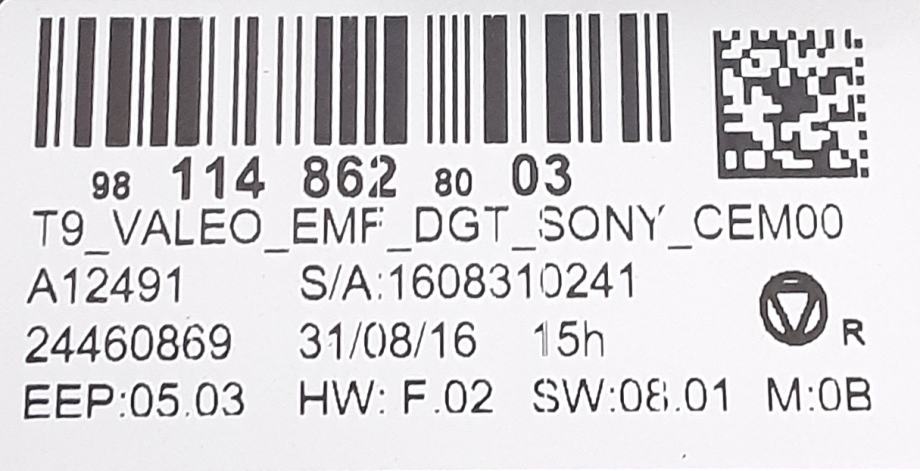 98 114 862 80 03
T9_VALEO_EMF_DGT_SONY_CEM00
A12491 S/A:1608310241
24460869 31/08/16 15h
R
EEP:05.03 HW: F.02 SW:08.01 M:0B